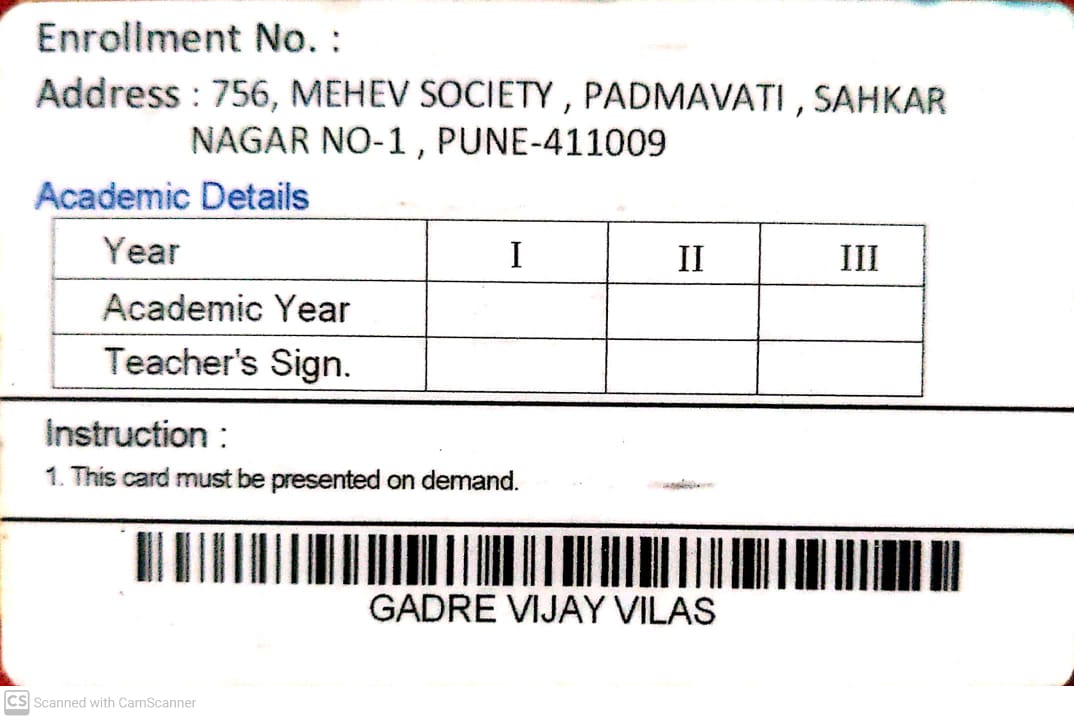 Enrollment No. :
Address : 756, MEHEV SOCIETY , PADMAVATI , SAHKAR
NAGAR NO-1 , PUNE-411009
Academic Details
Year I II III
Academic Year
Teacher's Sign.
Instruction :
1. This card must be presented on demand.
GADRE VIJAY VILAS
CS Scanned with CamScanner